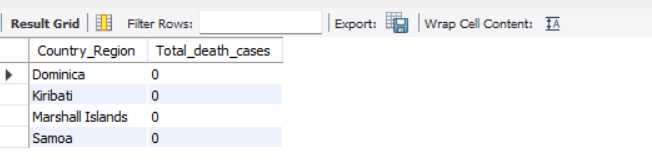 Result Grid Filter Rows: Export: Wrap Cell Content: IA
Country_Region Total_death_cases
Dominica 0
Kiribati 0
Marshall Islands 0
Samoa 0